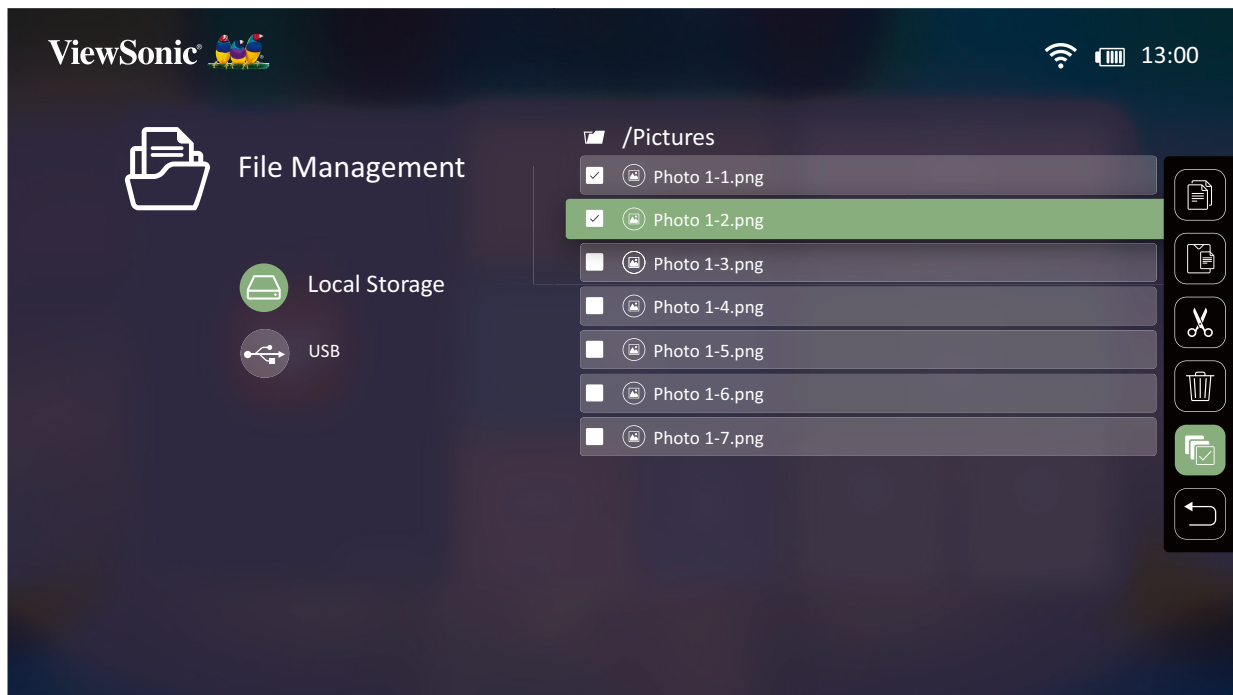 ViewSonic®
13:00
File Management
Local Storage
USB
/Pictures
Photo 1-1.png
Photo 1-2.png
Photo 1-3.png
Photo 1-4.png
Photo 1-5.png
Photo 1-6.png
Photo 1-7.png